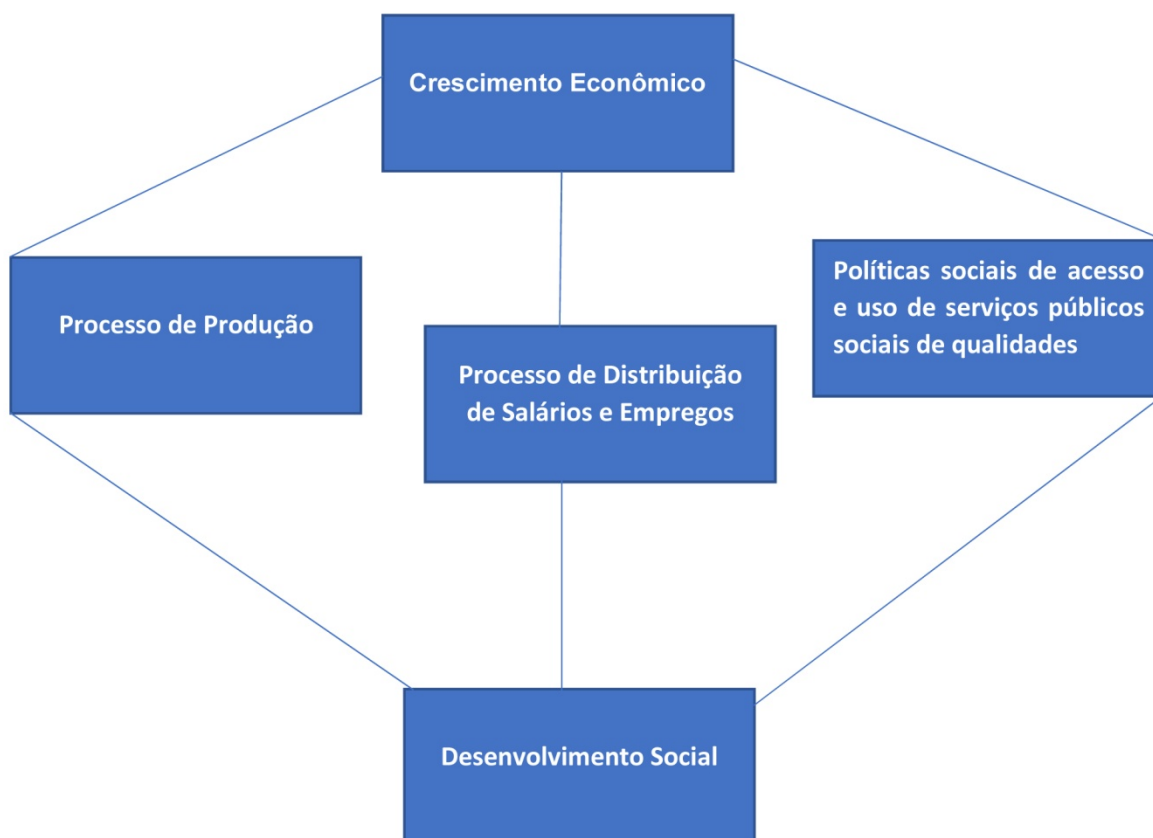 Crescimento Econômico
Processo de Produção
Processo de Distribuição
de Salários e Empregos
Políticas sociais de acesso
e uso de serviços públicos
sociais de qualidades
Desenvolvimento Social